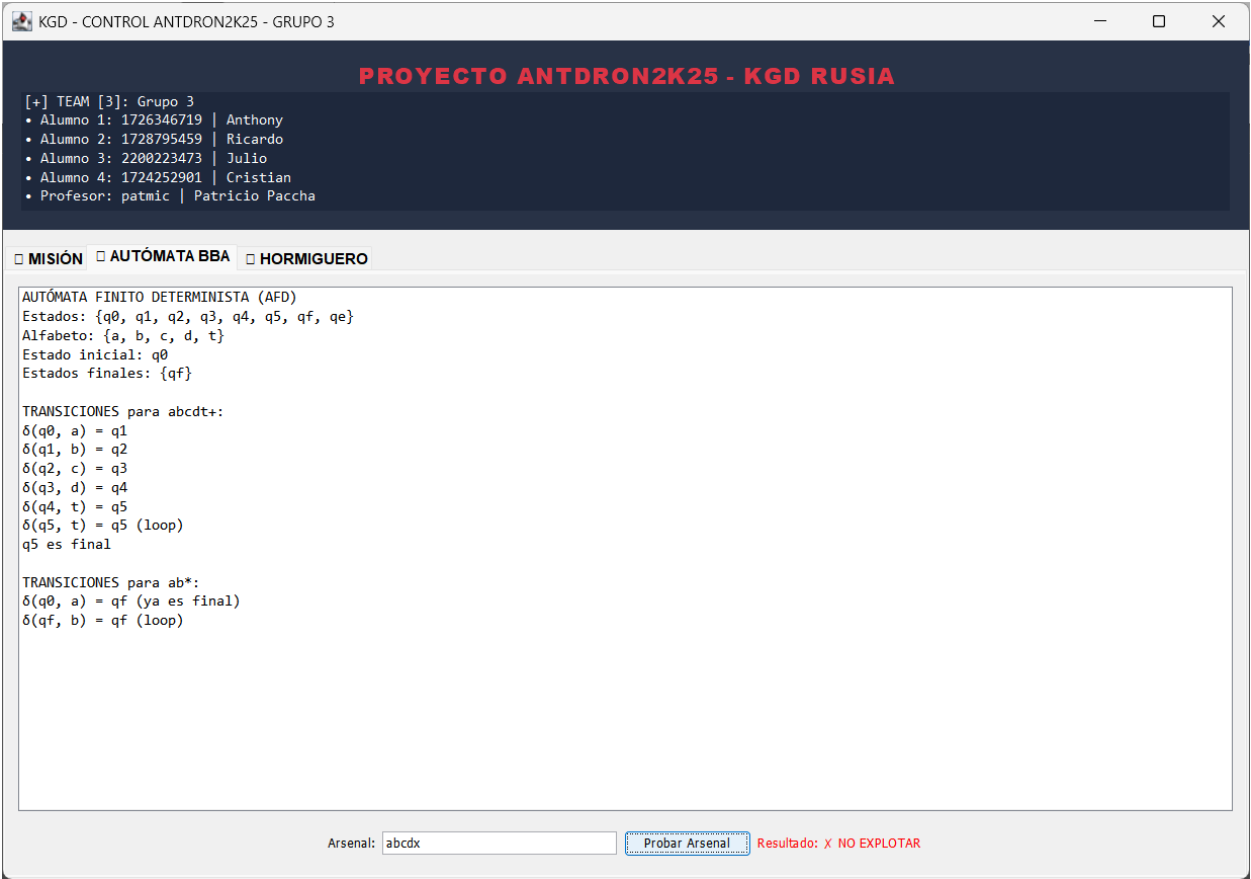 KGD - CONTROL ANTDRON2K25 - GRUPO 3
PROYECTO ANTDRON2K25 - KGD RUSIA
[+] TEAM [3]: Grupo 3
• Alumno 1: 1726346719 | Anthony
• Alumno 2: 1728795459 | Ricardo
• Alumno 3: 2200223473 | Julio
• Alumno 4: 1724252901 | Cristian
• Profesor: patmic | Patricio Paccha
MISIÓN AUTÓMATA BBA HORMIGUERO
AUTÓMATA FINITO DETERMINISTA (AFD)
Estados: {q0, q1, q2, q3, q4, q5, qf, qe}
Alfabeto: {a, b, c, d, t}
Estado inicial: q0
Estados finales: {qf}
TRANSICIONES para abcdt+:
δ(q0, a) = q1
δ(q1, b) = q2
δ(q2, c) = q3
δ(q3, d) = q4
δ(q4, t) = q5
δ(q5, t) = q5 (loop)
q5 es final
TRANSICIONES para ab*:
δ(q0, a) = qf (ya es final)
δ(qf, b) = qf (loop)
Arsenal: abcdx Probar Arsenal Resultado: ✗ NO EXPLOTAR